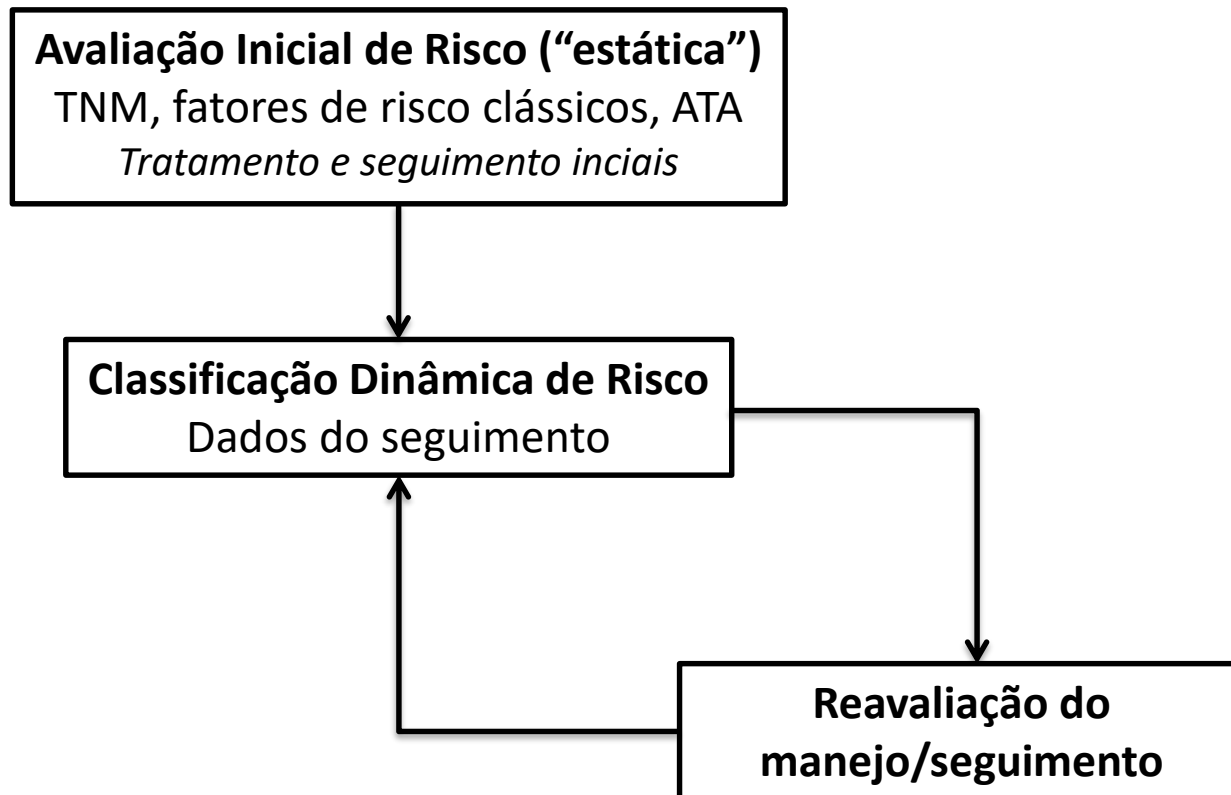 Avaliação Inicial de Risco (“estática”)
TNM, fatores de risco clássicos, ATA
Tratamento e seguimento inciais
Classificação Dinâmica de Risco
Dados do seguimento
Reavaliação do
manejo/seguimento